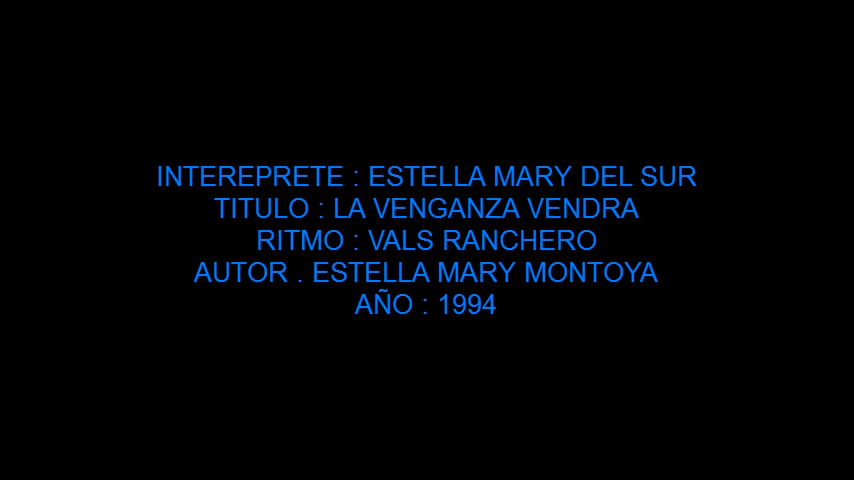 INTEREPRETE : ESTELLA MARY DEL SUR
TITULO : LA VENGANZA VENDRA
RITMO : VALS RANCHERO
AUTOR . ESTELLA MARY MONTOYA
AÑO : 1994